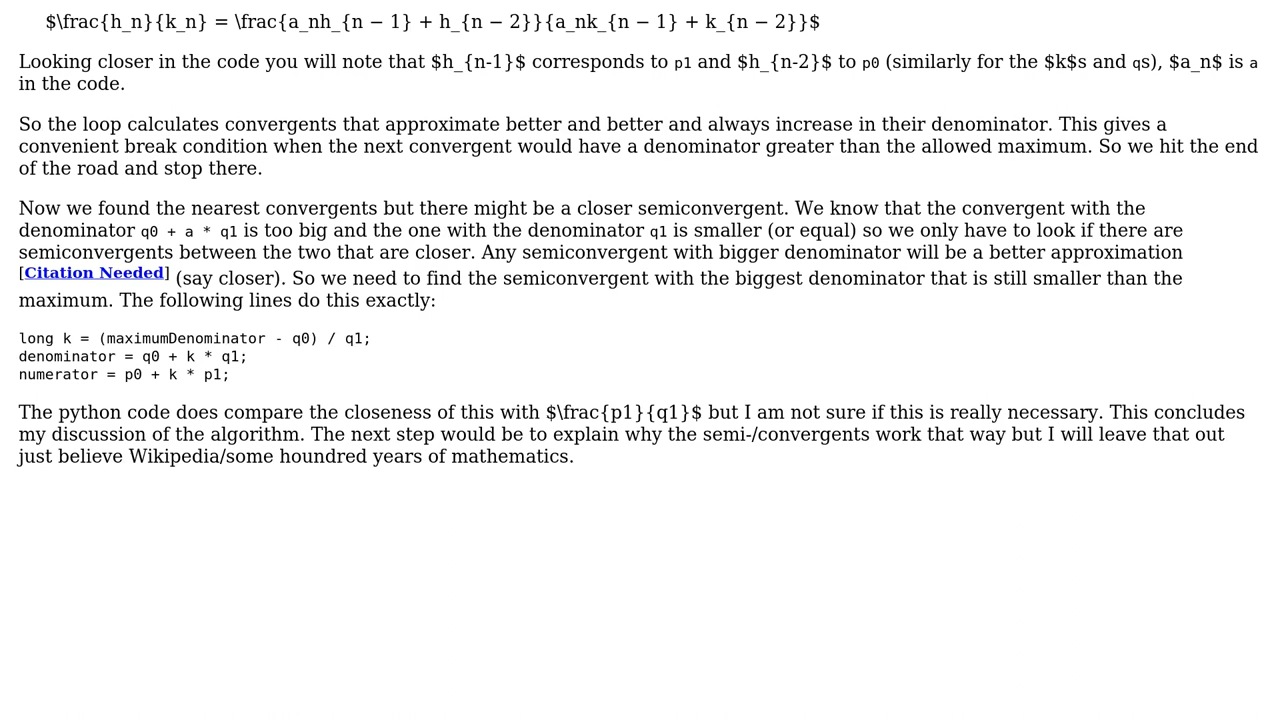 $\frac{h_n}{k_n} = \frac{a_nh_{n − 1} + h_{n − 2}}{a_nk_{n − 1} + k_{n − 2}}$
Looking closer in the code you will note that $h_{n-1}$ corresponds to p1 and $h_{n-2}$ to p0 (similarly for the $k$s and qs), $a_n$ is a
in the code.
So the loop calculates convergents that approximate better and better and always increase in their denominator. This gives a
convenient break condition when the next convergent would have a denominator greater than the allowed maximum. So we hit the end
of the road and stop there.
Now we found the nearest convergents but there might be a closer semiconvergent. We know that the convergent with the
denominator q0 + a * q1 is too big and the one with the denominator q1 is smaller (or equal) so we only have to look if there are
semiconvergents between the two that are closer. Any semiconvergent with bigger denominator will be a better approximation
[Citation Needed] (say closer). So we need to find the semiconvergent with the biggest denominator that is still smaller than the
maximum. The following lines do this exactly:
long k = (maximumDenominator - q0) / q1;
denominator = q0 + k * q1;
numerator = p0 + k * p1;
The python code does compare the closeness of this with $\frac{p1}{q1}$ but I am not sure if this is really necessary. This concludes
my discussion of the algorithm. The next step would be to explain why the semi-/convergents work that way but I will leave that out
just believe Wikipedia/some houndred years of mathematics.